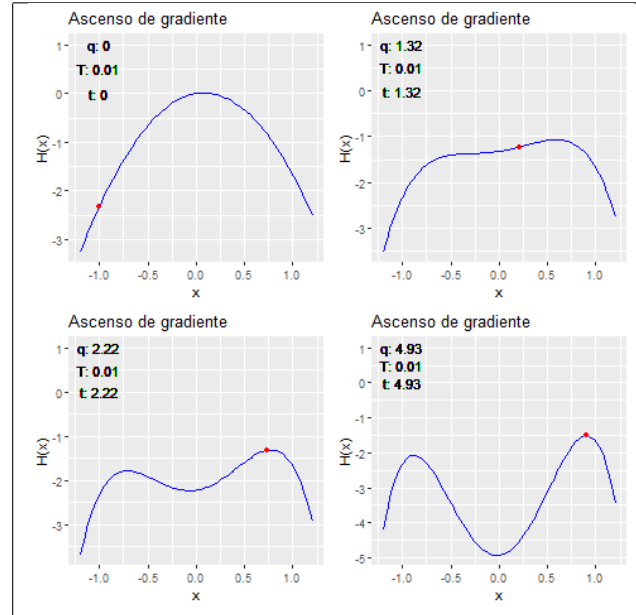 Ascenso de gradiente
q: 0
T: 0.01
t: 0
1
0
-1
-2
-3
H(x)
-1.0 -0.5 0.0 0.5 1.0
x
Ascenso de gradiente
q: 1.32
T: 0.01
t: 1.32
1
0
-1
-2
-3
H(x)
-1.0 -0.5 0.0 0.5 1.0
x
Ascenso de gradiente
q: 2.22
T: 0.01
t: 2.22
1
0
-1
-2
-3
H(x)
-1.0 -0.5 0.0 0.5 1.0
x
Ascenso de gradiente
q: 4.93
T: 0.01
t: 4.93
1
0
-1
-2
-3
-4
-5
H(x)
-1.0 -0.5 0.0 0.5 1.0
x